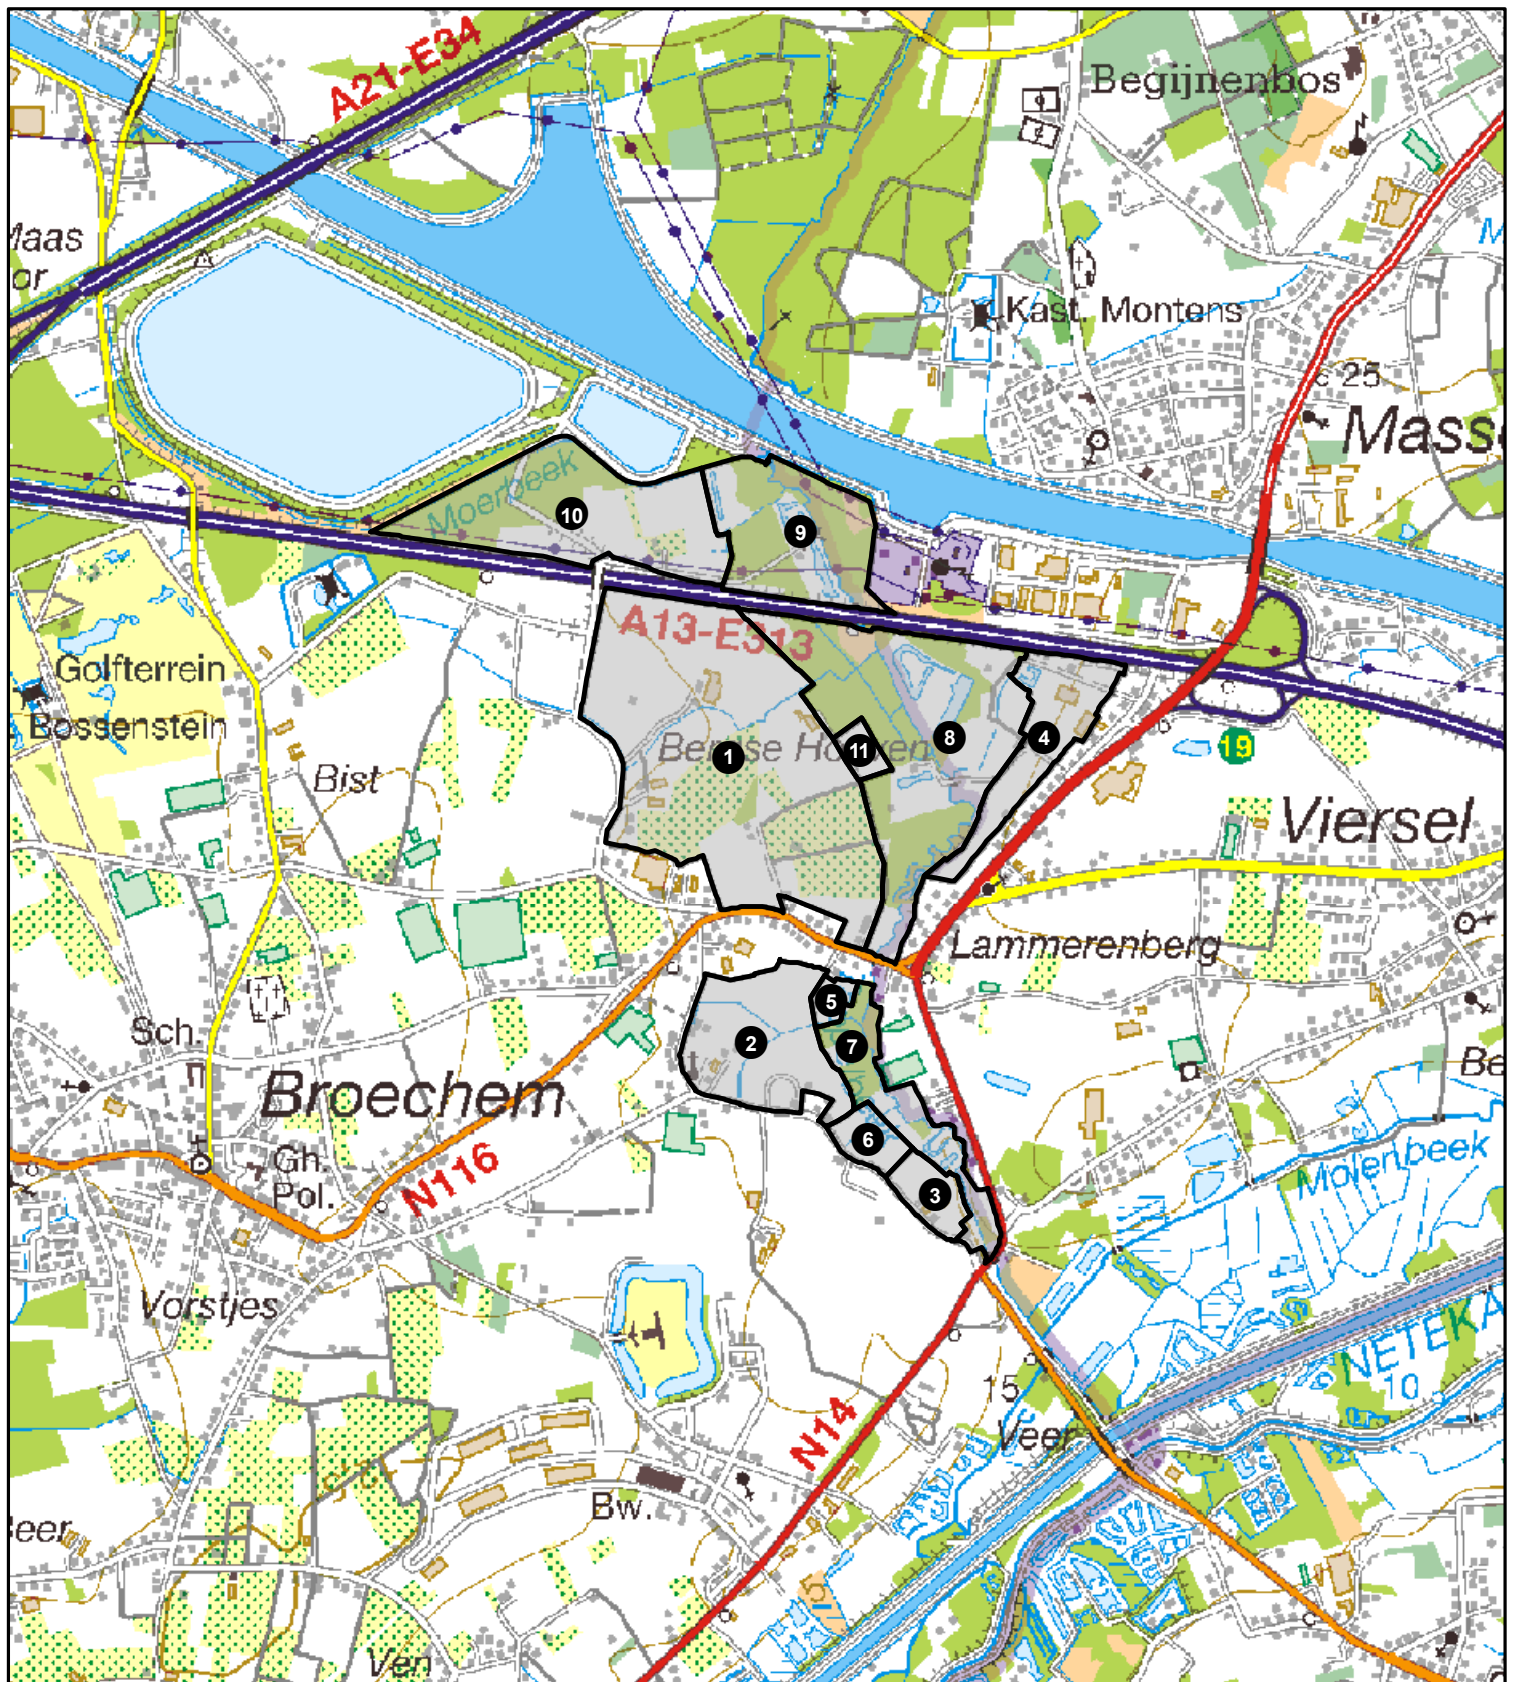 A21-E34
Begijnenbos
Maas
M
or
Kast. Montens
25
Mass
Moerbeek
10
9
A13-E313
Golfterrein
Bossenstein
8
4
1
11
19
Bist
Viersel
Lammerenberg
Sch.
5
2
7
Be
Broechem
6
Molenbeek
Gh.
Pol.
N116
3
Vorstjes
NETEKA
15
10
N14
Veer
Bw.
Ven